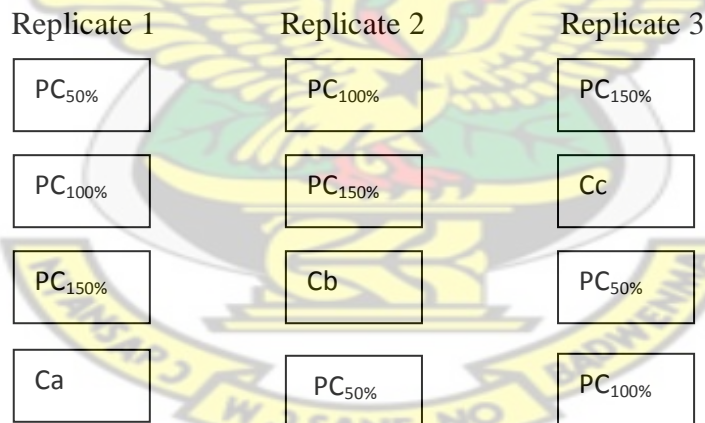 Replicate 1 Replicate 2 Replicate 3
PC50% PC100% PC150%
PC100% PC150% Cc
PC150% Cb PC50%
Ca PC50% PC100%